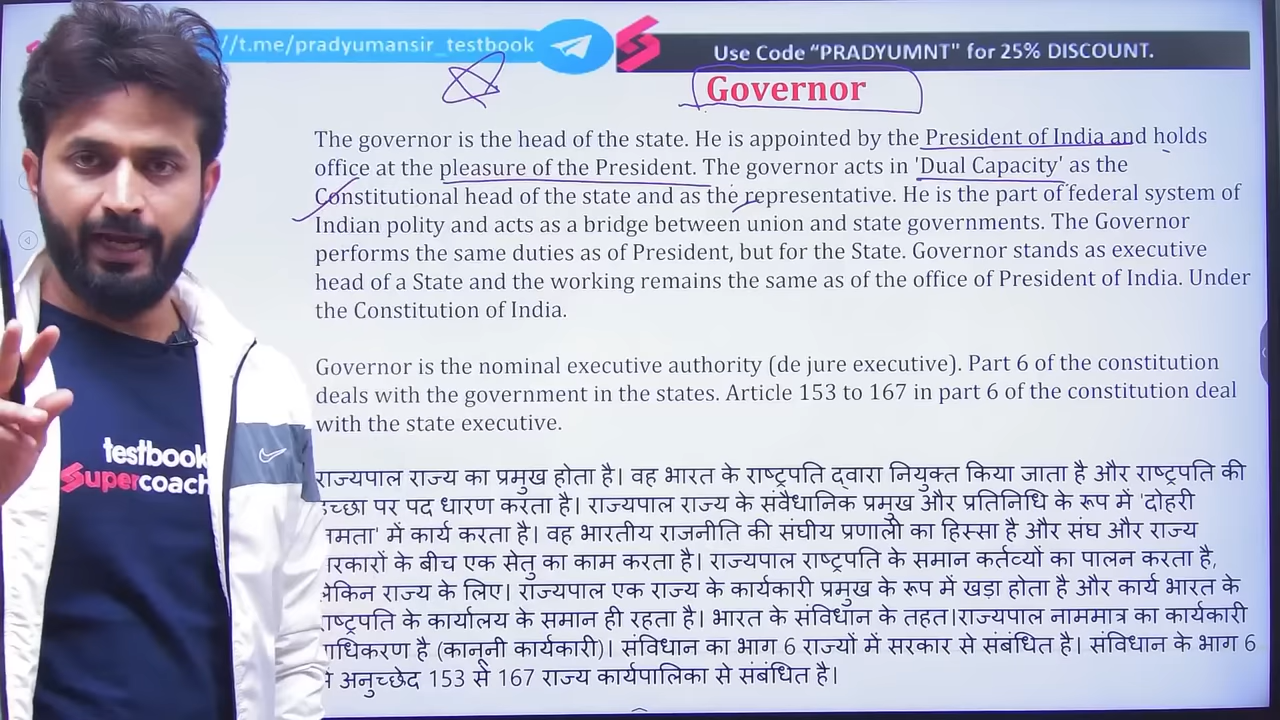 //t.me/pradyumansir_testbook
Use Code “PRADYUMNT" for 25% DISCOUNT.
Governor
The governor is the head of the state. He is appointed by the President of India and holds
office at the pleasure of the President. The governor acts in 'Dual Capacity' as the
Constitutional head of the state and as the representative. He is the part of federal system of
Indian polity and acts as a bridge between union and state governments. The Governor
performs the same duties as of President, but for the State. Governor stands as executive
head of a State and the working remains the same as of the office of President of India. Under
the Constitution of India.
Governor is the nominal executive authority (de jure executive). Part 6 of the constitution
deals with the government in the states. Article 153 to 167 in part 6 of the constitution deal
with the state executive.
राज्यपाल राज्य का प्रमुख होता है। वह भारत के राष्ट्रपति द्वारा नियुक्त किया जाता है और राष्ट्रपति की
पर पद धारण करता है। राज्यपाल राज्य के संवैधानिक प्रमुख और प्रतिनिधि के रूप में 'दोहरी
में कार्य करता है। वह भारतीय राजनीति की संघीय प्रणाली का हिस्सा है और संघ और राज्य
के बीच एक सेतु का काम करता है। राज्यपाल राष्ट्रपति के समान कर्तव्यों का पालन करता है,
राज्य के लिए। राज्यपाल एक राज्य के कार्यकारी प्रमुख के रूप में खड़ा होता है और कार्य भारत के
के कार्यालय के समान ही रहता है। भारत के संविधान के तहत।राज्यपाल नाममात्र का कार्यकारी
है (कानूनी कार्यकारी)। संविधान का भाग 6 राज्यों में सरकार से संबंधित है। संविधान के भाग 6
अनुच्छेद 153 से 167 राज्य कार्यपालिका से संबंधित है।
testbook
Supercoach